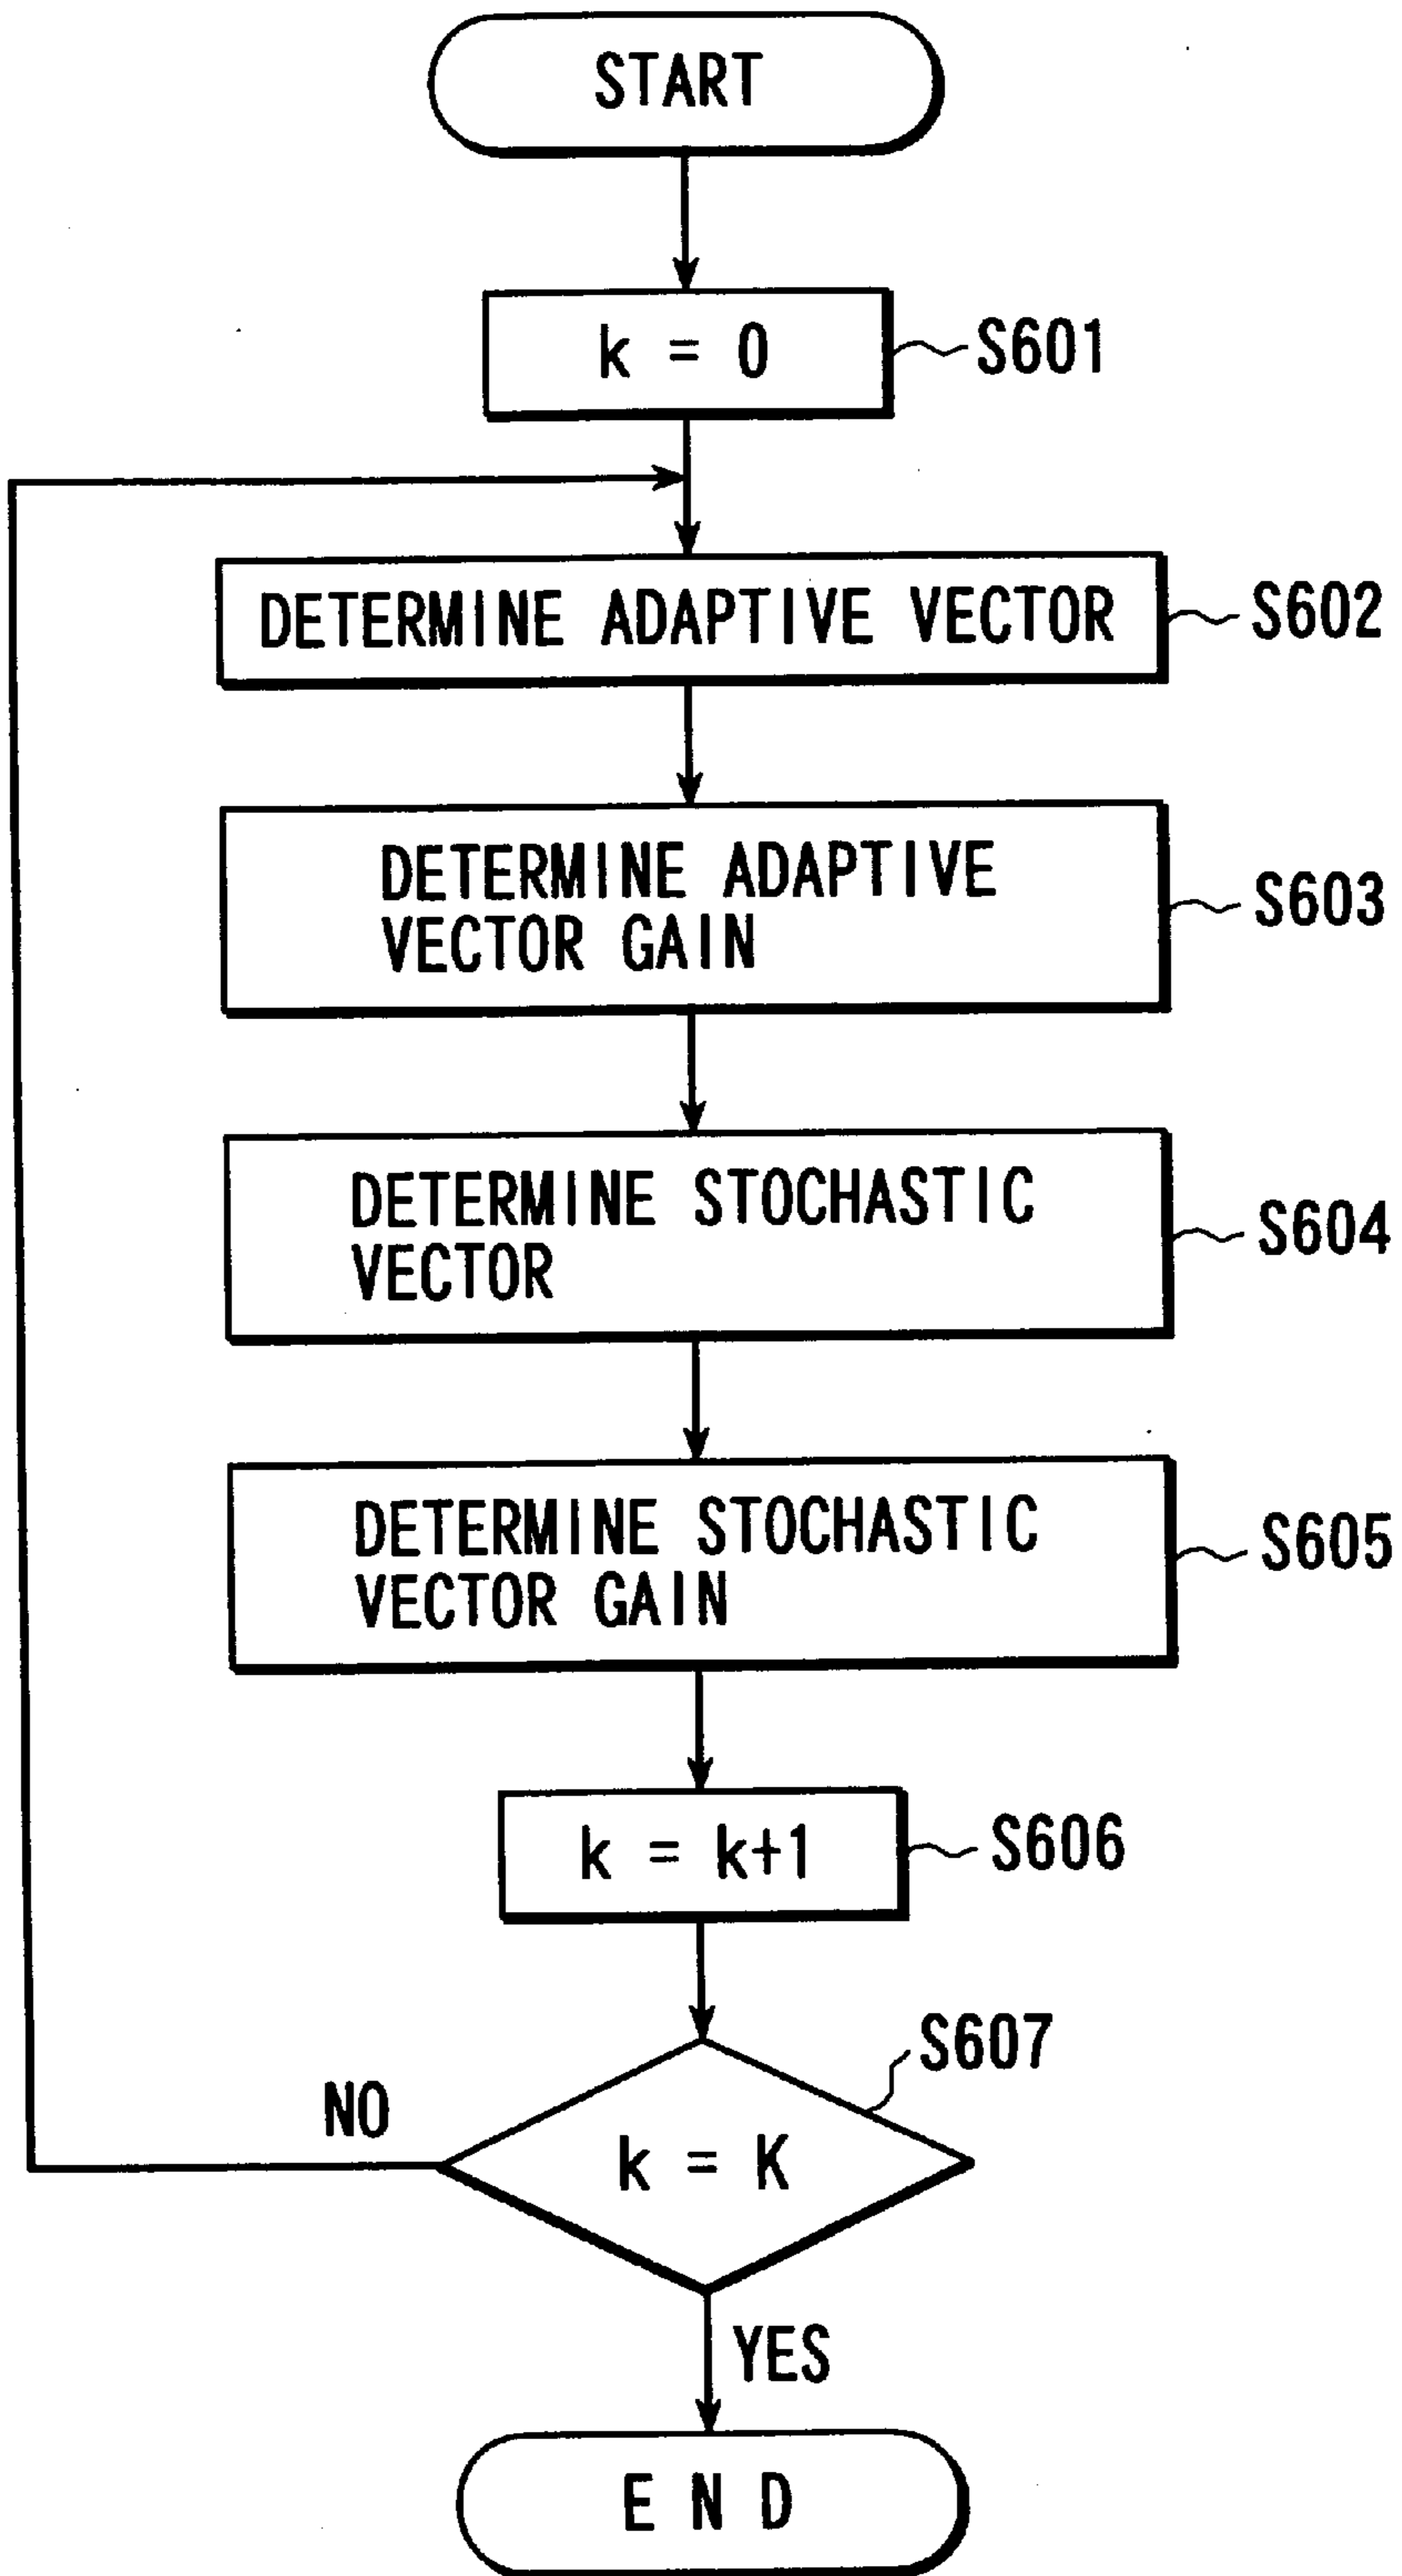 START
k = 0
S601
DETERMINE ADAPTIVE VECTOR
S602
DETERMINE ADAPTIVE
VECTOR GAIN
S603
DETERMINE STOCHASTIC
VECTOR
S604
DETERMINE STOCHASTIC
VECTOR GAIN
S605
k = k+1
S606
S607
NO
k = K
YES
E N D